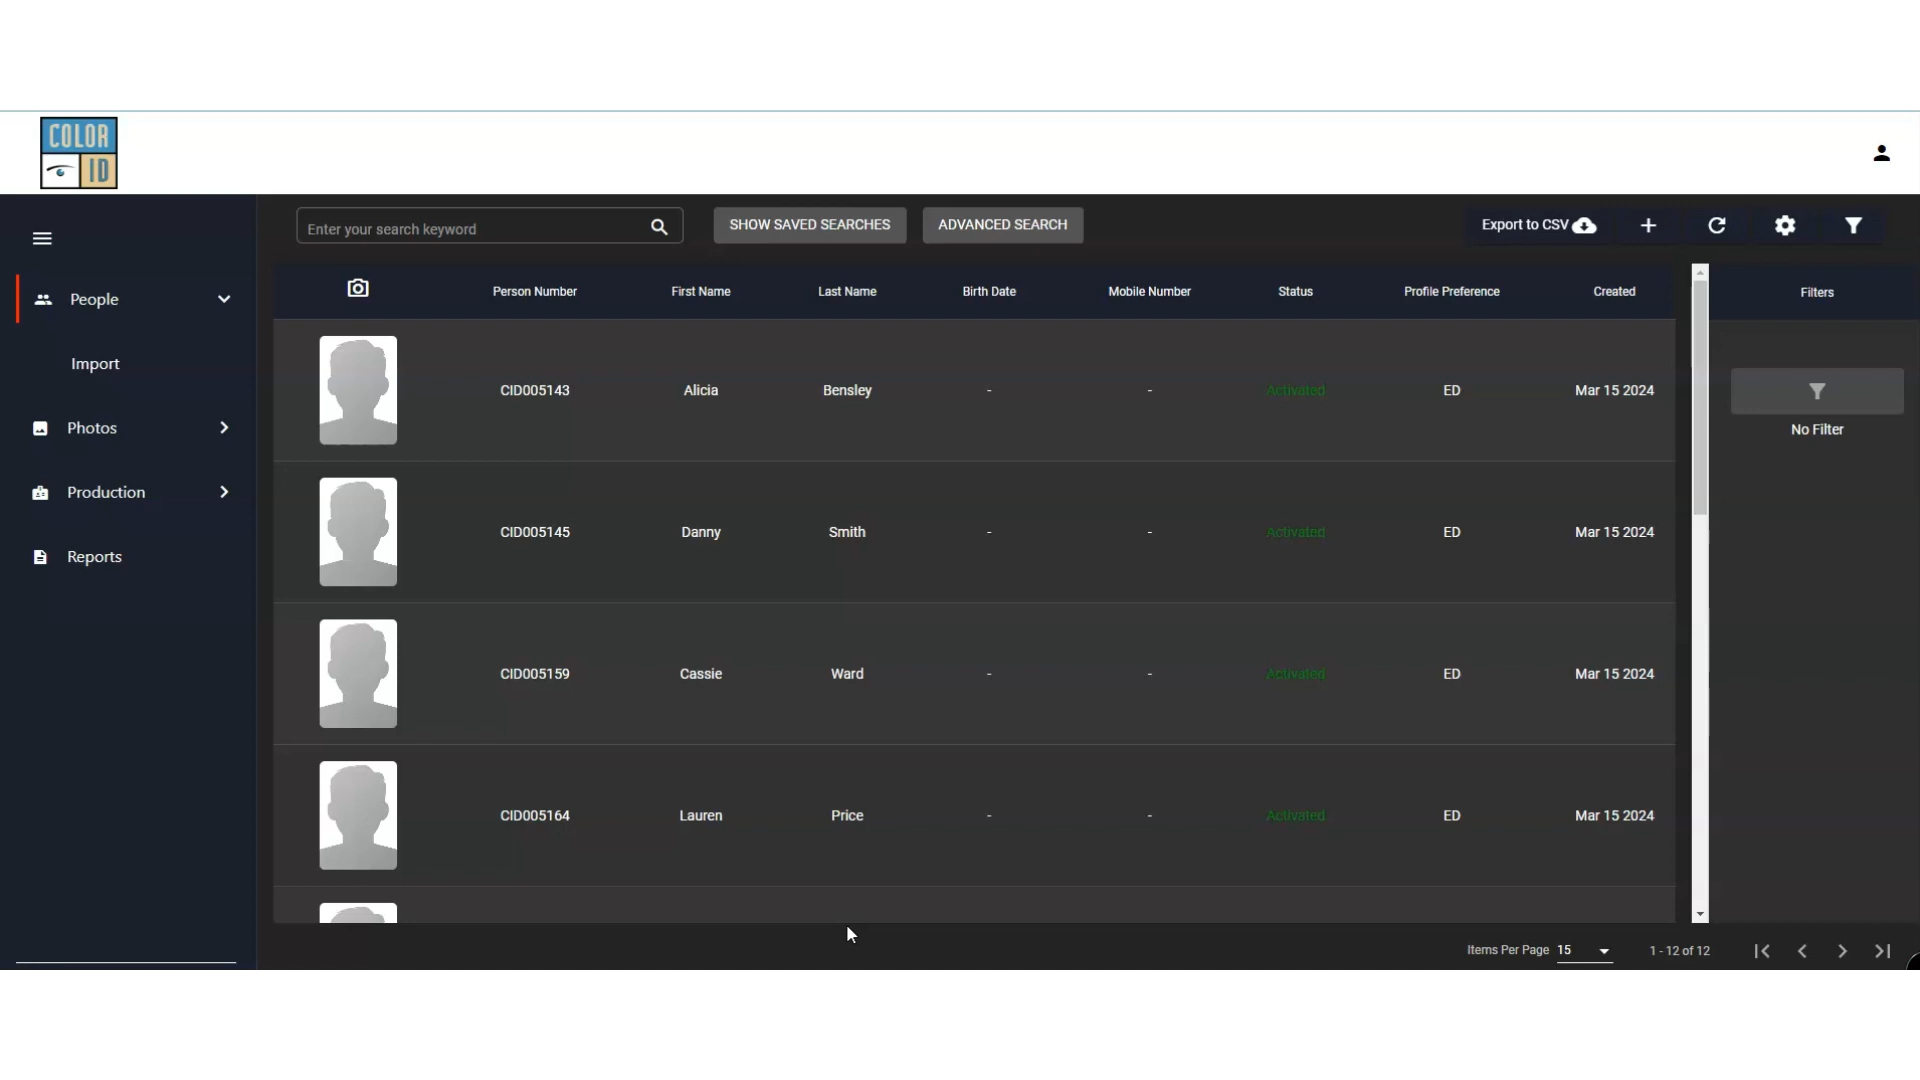 COLOR
ID
Enter your search keyword
SHOW SAVED SEARCHES
ADVANCED SEARCH
Export to CSV
People
Import
Photos
Production
Reports
Person Number First Name Last Name Birth Date Mobile Number Status Profile Preference Created
CID005143 Alicia Bensley - - Activated ED Mar 15 2024
CID005145 Danny Smith - - Activated ED Mar 15 2024
CID005159 Cassie Ward - - Activated ED Mar 15 2024
CID005164 Lauren Price - - Activated ED Mar 15 2024
Filters
No Filter
Items Per Page 15 1 - 12 of 12